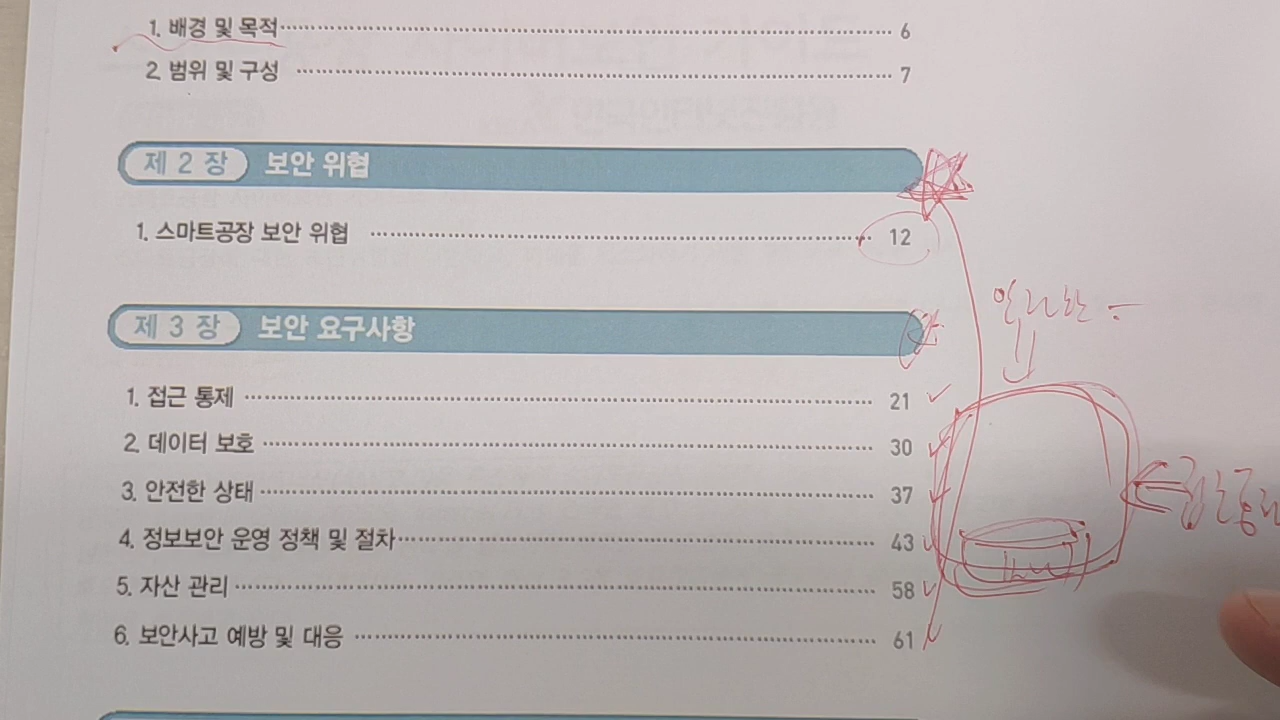 1. 배경 및 목적 6
2. 범위 및 구성 7
제 2 장 보안 위협
1. 스마트공장 보안 위협 12
제 3 장 보안 요구사항
1. 접근 통제 21
2. 데이터 보호 30
3. 안전한 상태 37
4. 정보보안 운영 정책 및 절차 43
5. 자산 관리 58
6. 보안사고 예방 및 대응 61